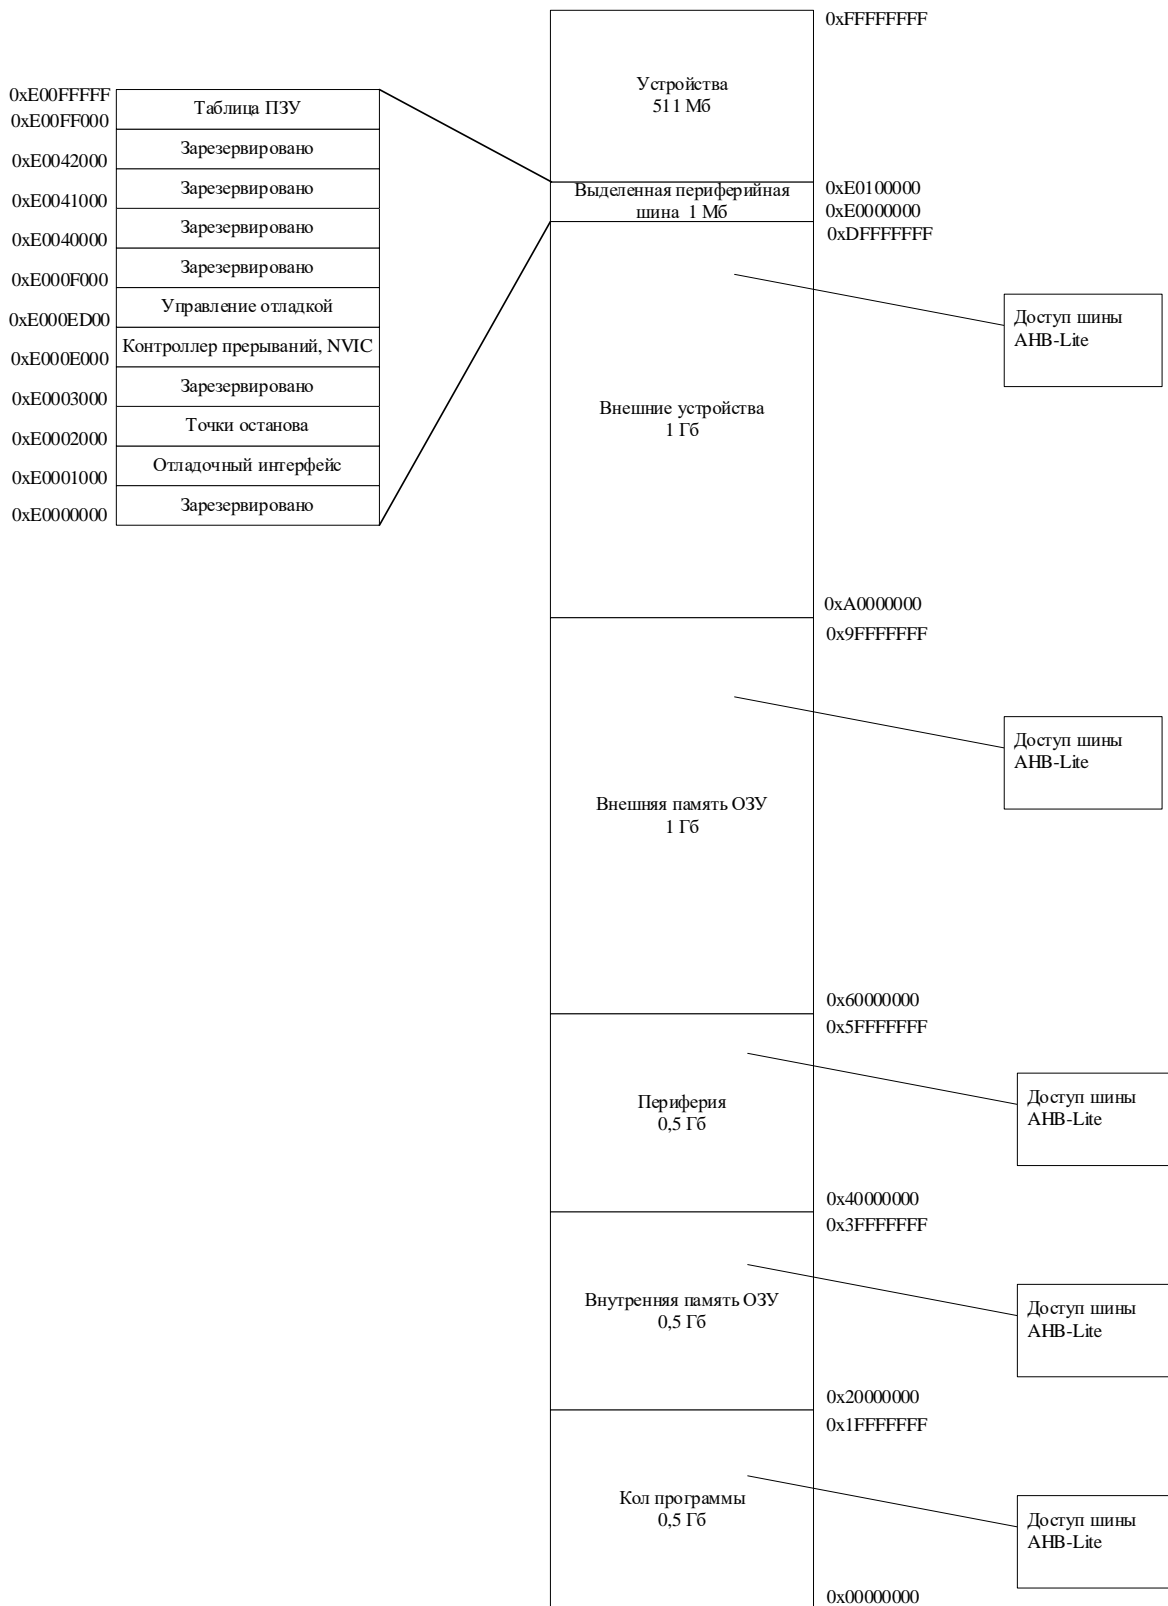 0xFFFFFFFF
Устройства
511 Мб
0xE00FFFFF
Таблица ПЗУ
0xE00FF000
Зарезервировано
0xE0042000
Зарезервировано
0xE0041000
Зарезервировано
0xE0040000
Зарезервировано
0xE000F000
Управление отладкой
0xE000ED00
Контроллер прерываний, NVIC
0xE000E000
Зарезервировано
0xE0003000
Точки останова
0xE0002000
Отладочный интерфейс
0xE0001000
Зарезервировано
0xE0000000
Выделенная периферийная
шина 1 Мб
0xE0100000
0xE0000000
0xDFFFFFFF
Доступ шины
AHB-Lite
Внешние устройства
1 Гб
0xA0000000
0x9FFFFFFF
Доступ шины
AHB-Lite
Внешняя память ОЗУ
1 Гб
0x60000000
0x5FFFFFFF
Доступ шины
AHB-Lite
Периферия
0,5 Гб
0x40000000
0x3FFFFFFF
Доступ шины
AHB-Lite
Внутренняя память ОЗУ
0,5 Гб
0x20000000
0x1FFFFFFF
Кол программы
0,5 Гб
Доступ шины
AHB-Lite
0x00000000